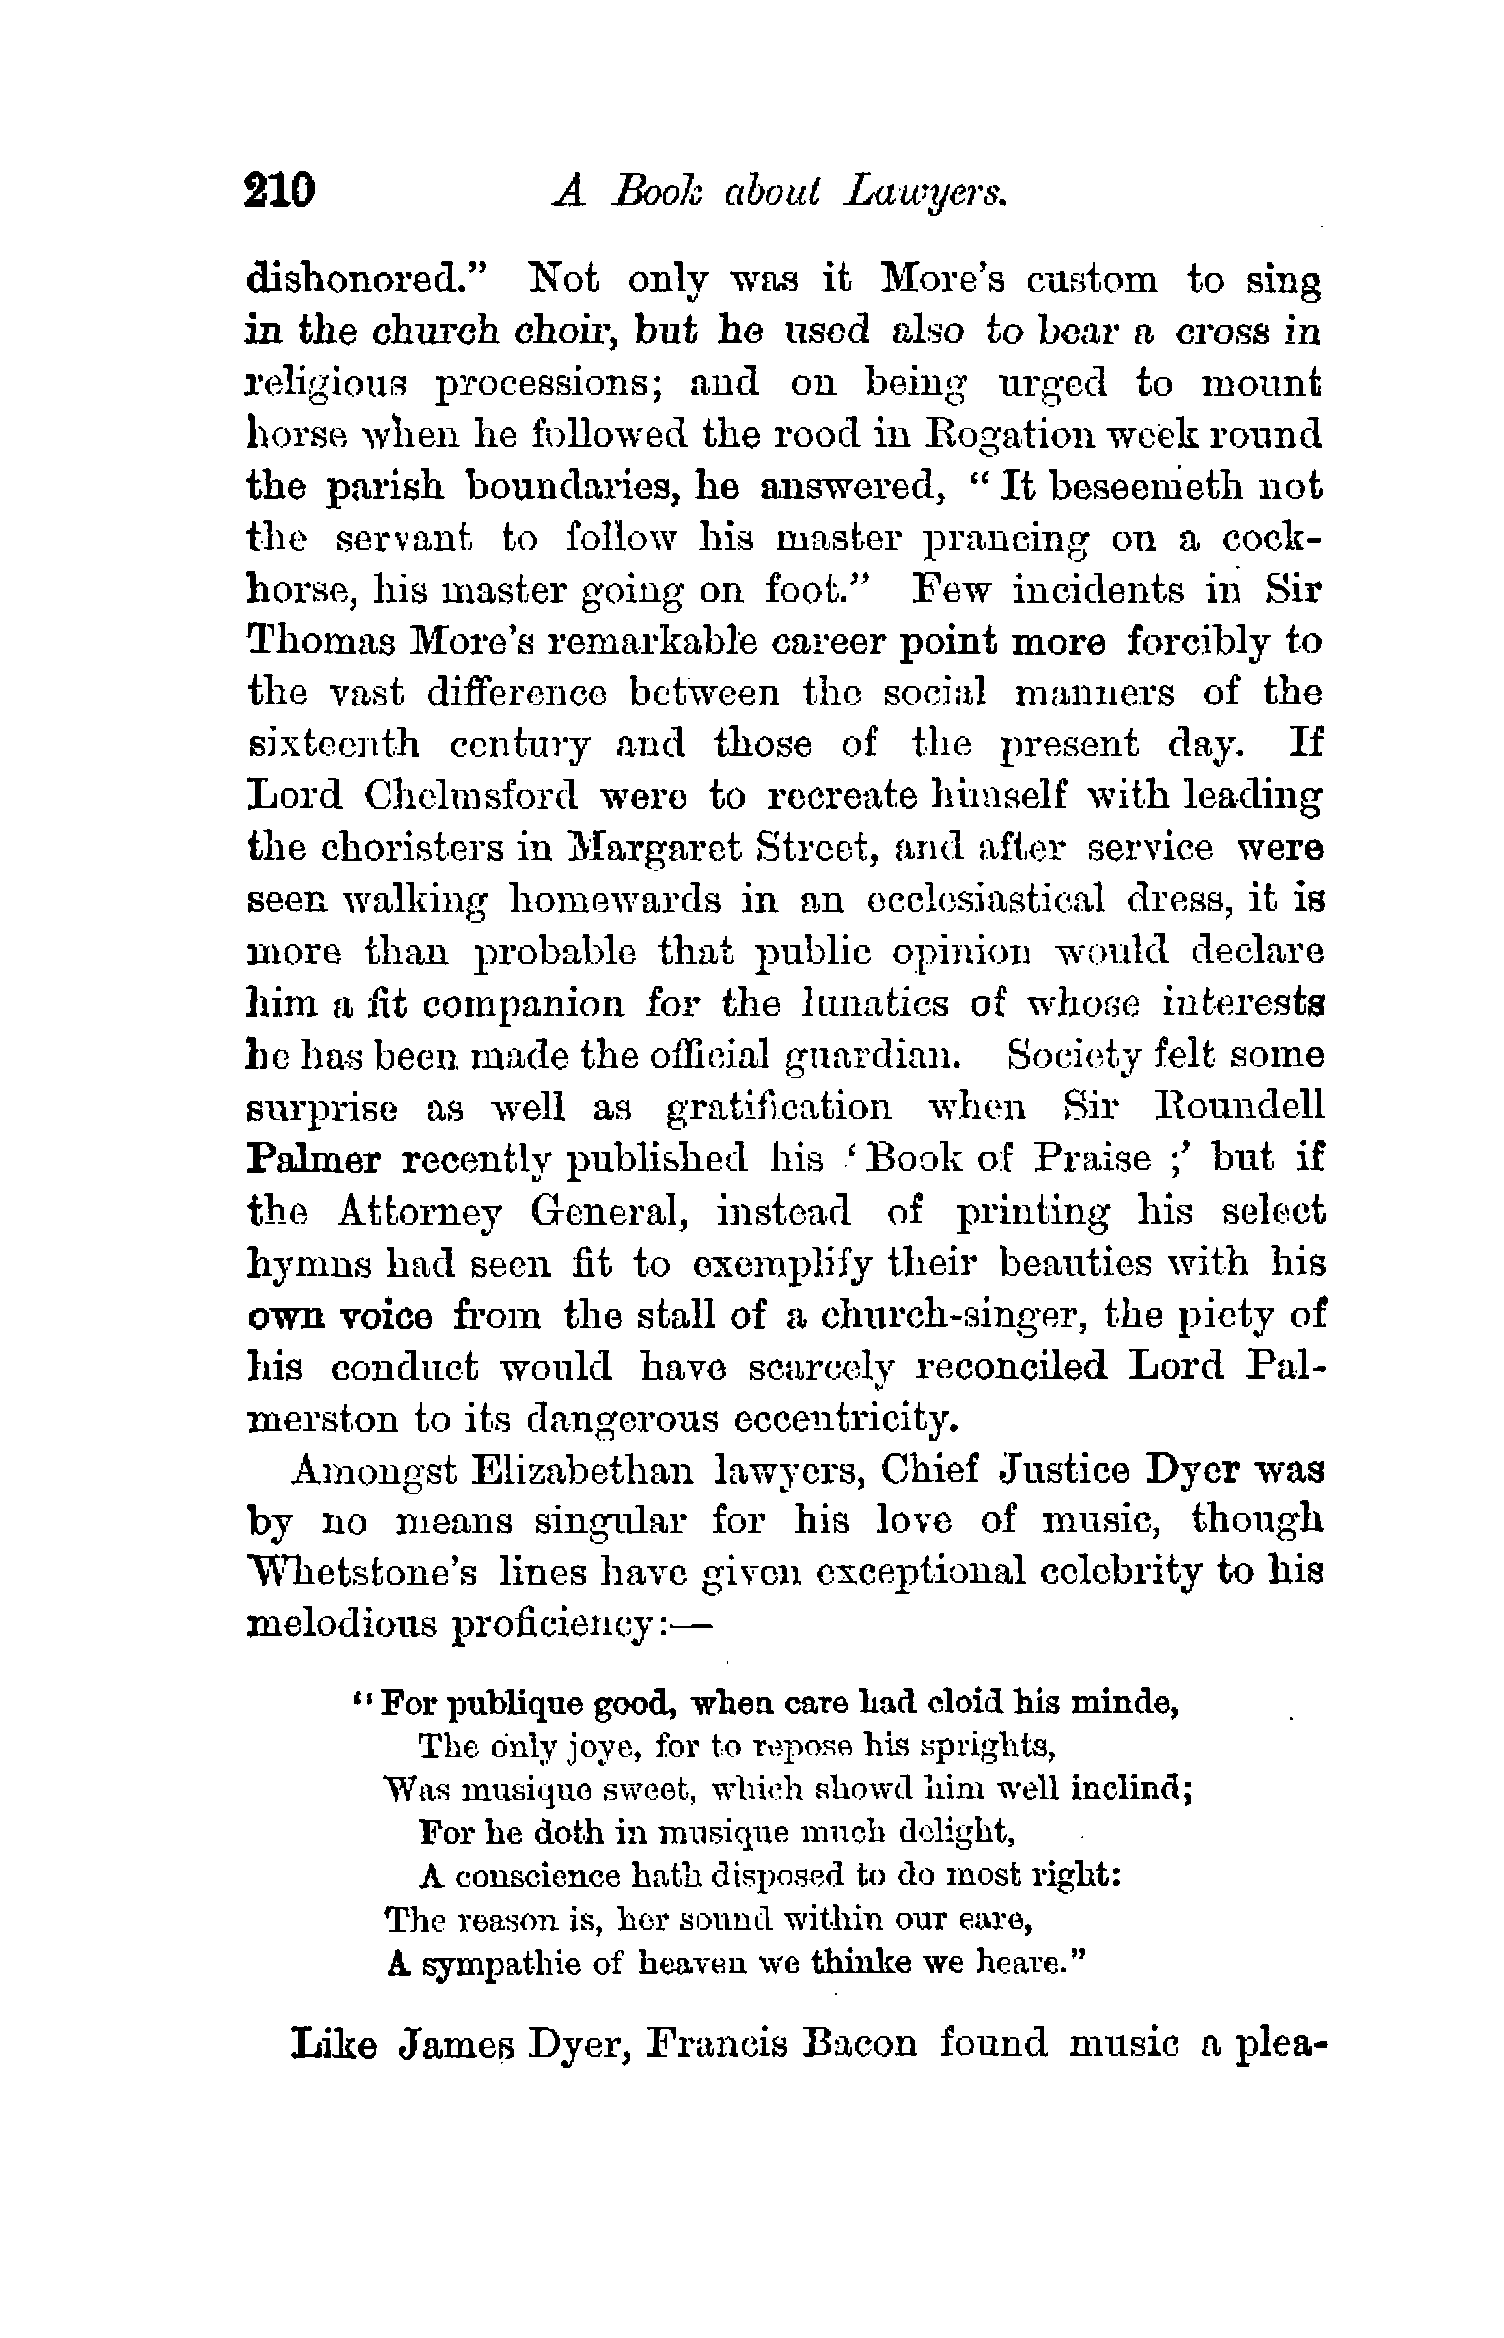 210 A Book about Lawyers.
dishonored.” Not only was it More’s custom to sing
in the church choir, but he used also to bear a cross in
religious processions; and on being urged to mount
horse when he followed the rood in Rogation week round
the parish boundaries, he answered, “ It beseemeth not
the servant to follow his master prancing on a cock-
horse, his master going on foot.” Few incidents in Sir
Thomas More’s remarkable career point more forcibly to
the vast difference between the social manners of the
sixteenth century and those of the present day. If
Lord Chelmsford were to recreate himself with leading
the choristers in Margaret Street, and after service were
seen walking homewards in an ecclesiastical dress, it is
more than probable that public opinion would declare
him a fit companion for the lunatics of whose interests
he has been made the official guardian. Society felt some
surprise as well as gratification when Sir Roundell
Palmer recently published his ‘ Book of Praise ;’ but if
the Attorney General, instead of printing his select
hymns had seen fit to exemplify their beauties with his
own voice from the stall of a church-singer, the piety of
his conduct would have scarcely reconciled Lord Pal-
merston to its dangerous eccentricity.
Amongst Elizabethan lawyers, Chief Justice Dyer was
by no means singular for his love of music, though
Whetstone’s lines have given exceptional celebrity to his
melodious proficiency:—
“ For publique good, when care had cloid his minde,
The only joye, for to repose his sprights,
Was musique sweet, which showd him well inclind;
For he doth in musique much delight,
A conscience hath disposed to do most right:
The reason is, her sound within our eare,
A sympathie of heaven we thinke we heare.”
Like James Dyer, Francis Bacon found music a plea-